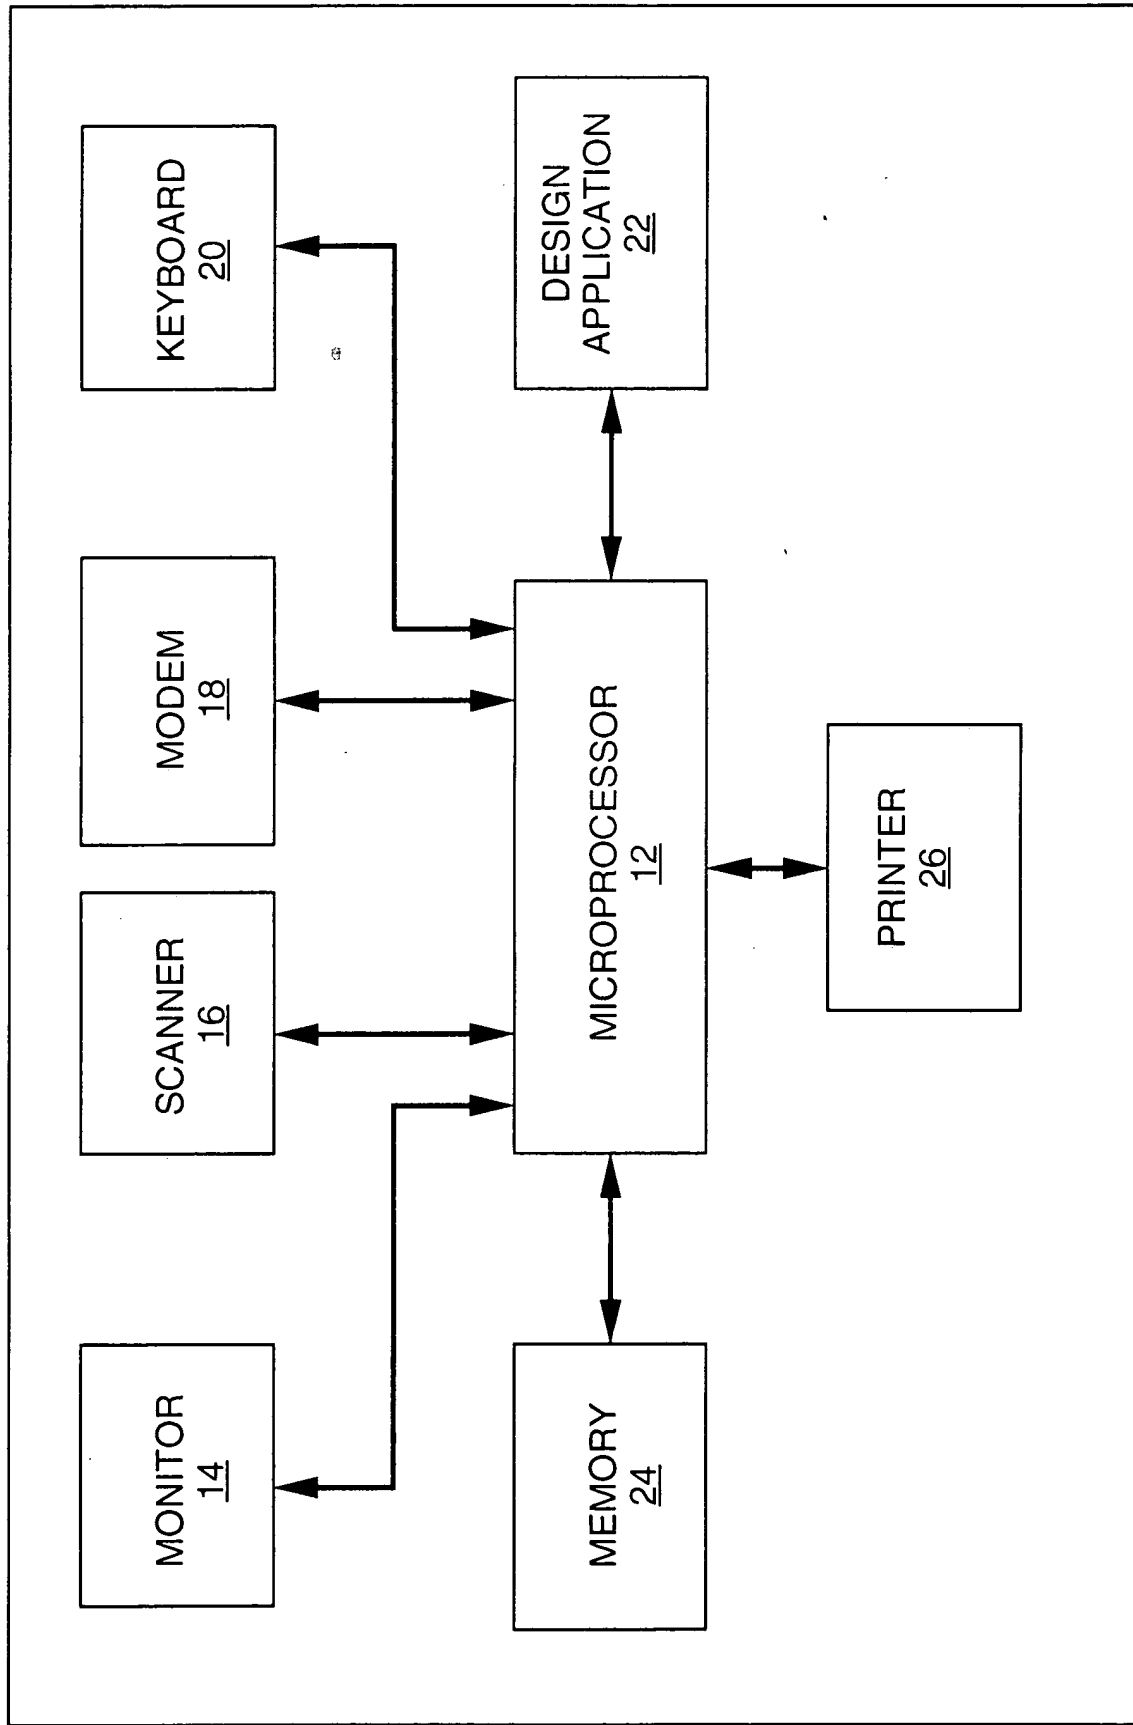 MONITOR
14
SCANNER
16
MODEM
18
KEYBOARD
20
MEMORY
24
MICROPROCESSOR
12
DESIGN
APPLICATION
22
PRINTER
26